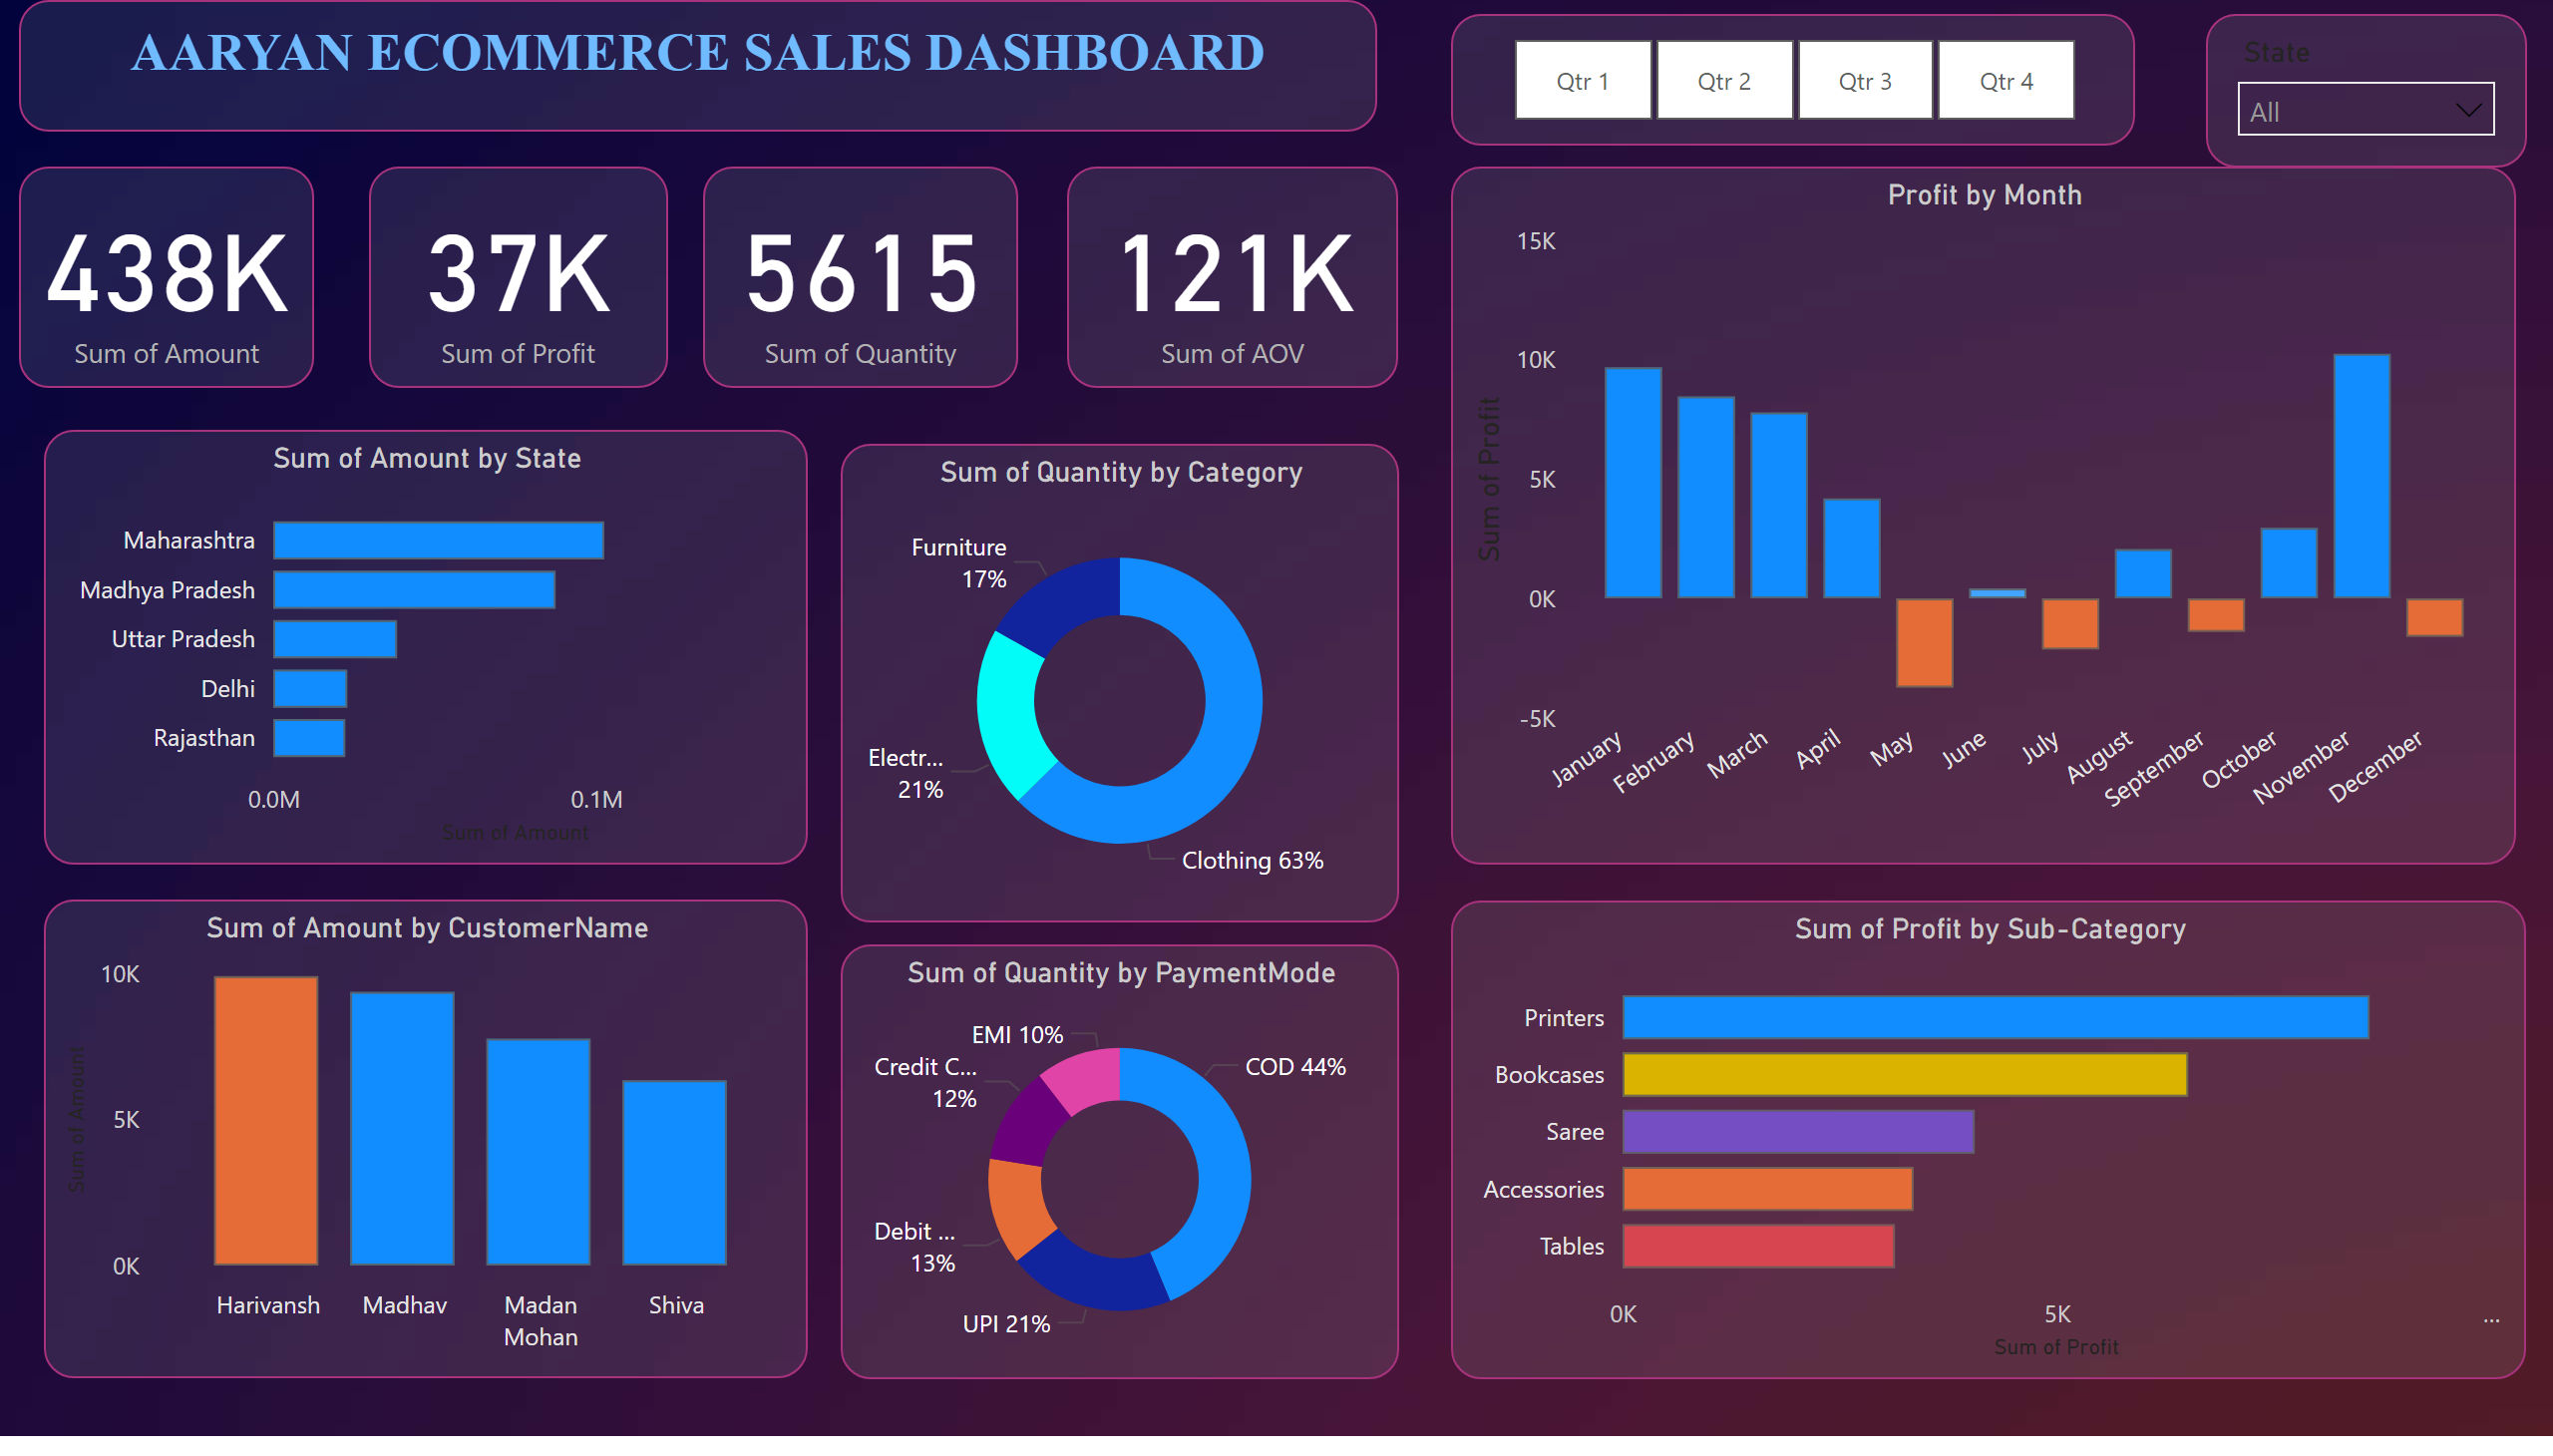 AARYAN ECOMMERCE SALES DASHBOARD
Qtr 1
Qtr 2
Qtr 3
Qtr 4
State
All
438K
Sum of Amount
37K
Sum of Profit
5615
Sum of Quantity
121K
Sum of AOV
Sum of Amount by State
Maharashtra
Madhya Pradesh
Uttar Pradesh
Delhi
Rajasthan
0.0M
0.1M
Sum of Amount
Sum of Quantity by Category
Furniture
17%
Electr...
21%
Clothing 63%
Profit by Month
Sum of Profit
15K
10K
5K
0K
-5K
January
February
March
April
May
June
July
August
September
October
November
December
Sum of Amount by CustomerName
Sum of Amount
10K
5K
0K
Harivansh
Madhav
Madan
Mohan
Shiva
Sum of Quantity by PaymentMode
EMI 10%
Credit C...
12%
COD 44%
Debit ...
13%
UPI 21%
Sum of Profit by Sub-Category
Printers
Bookcases
Saree
Accessories
Tables
0K
5K
...
Sum of Profit